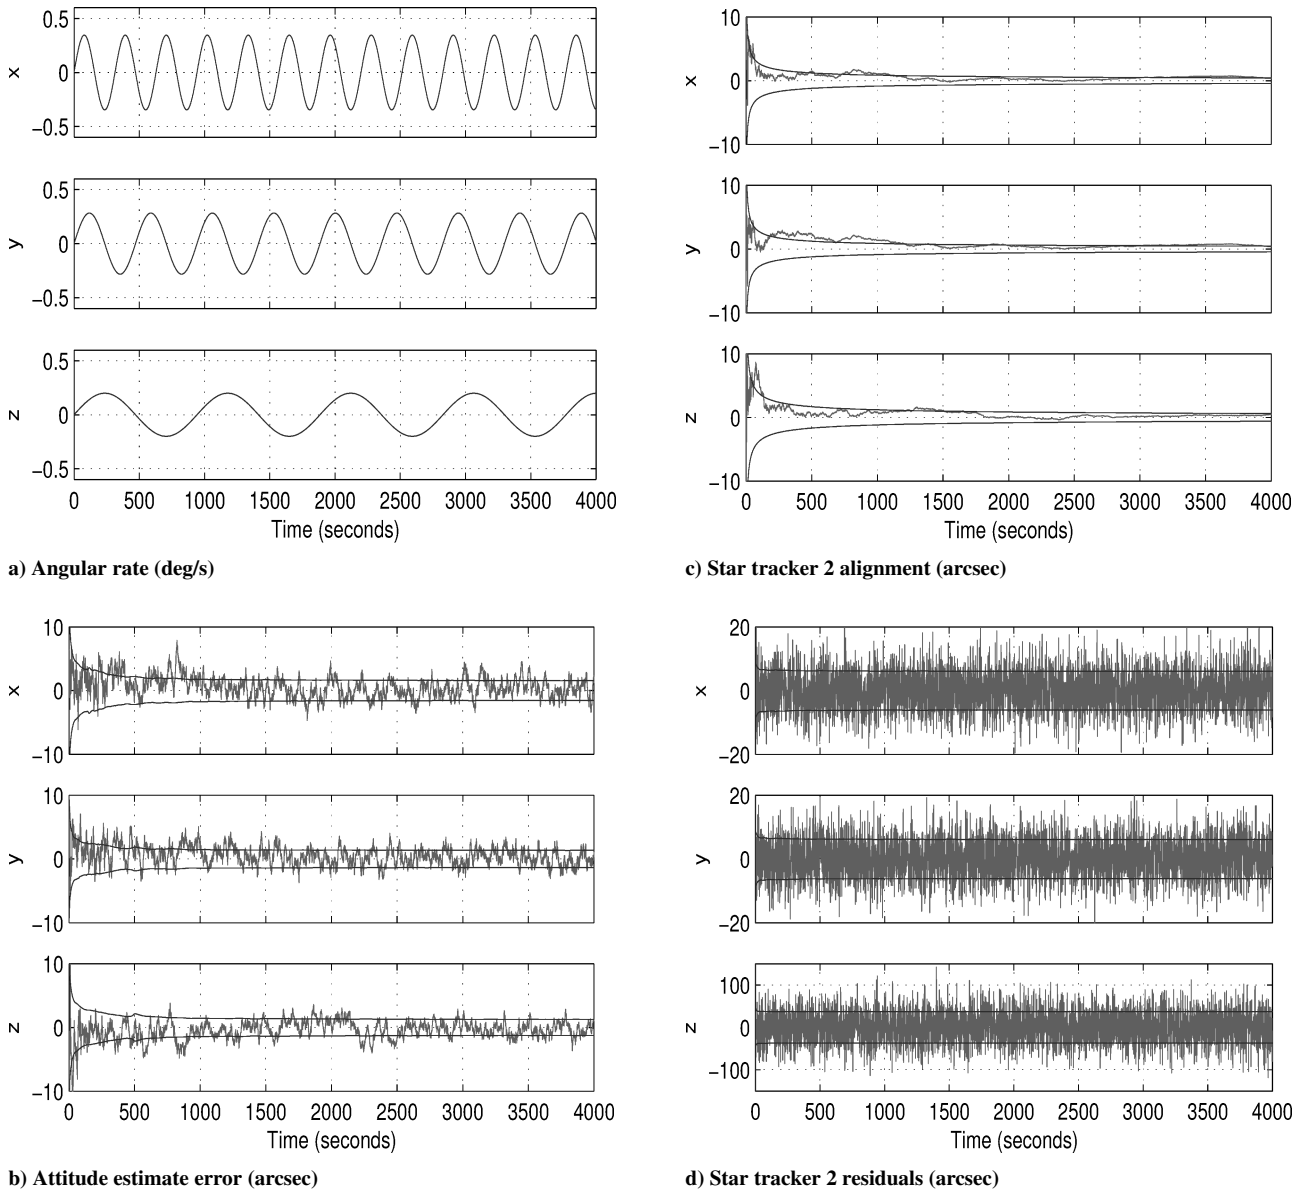 0.5
x
0
−0.5
0.5
y
0
−0.5
0.5
z
0
−0.5
0 500 1000 1500 2000 2500 3000 3500 4000
Time (seconds)
a) Angular rate (deg/s)
10
x
0
−10
10
y
0
−10
10
z
0
−10
0 500 1000 1500 2000 2500 3000 3500 4000
Time (seconds)
c) Star tracker 2 alignment (arcsec)
10
x
0
−10
10
y
0
−10
10
z
0
−10
0 500 1000 1500 2000 2500 3000 3500 4000
Time (seconds)
b) Attitude estimate error (arcsec)
20
x
0
−20
20
y
0
−20
100
z
0
−100
0 500 1000 1500 2000 2500 3000 3500 4000
Time (seconds)
d) Star tracker 2 residuals (arcsec)